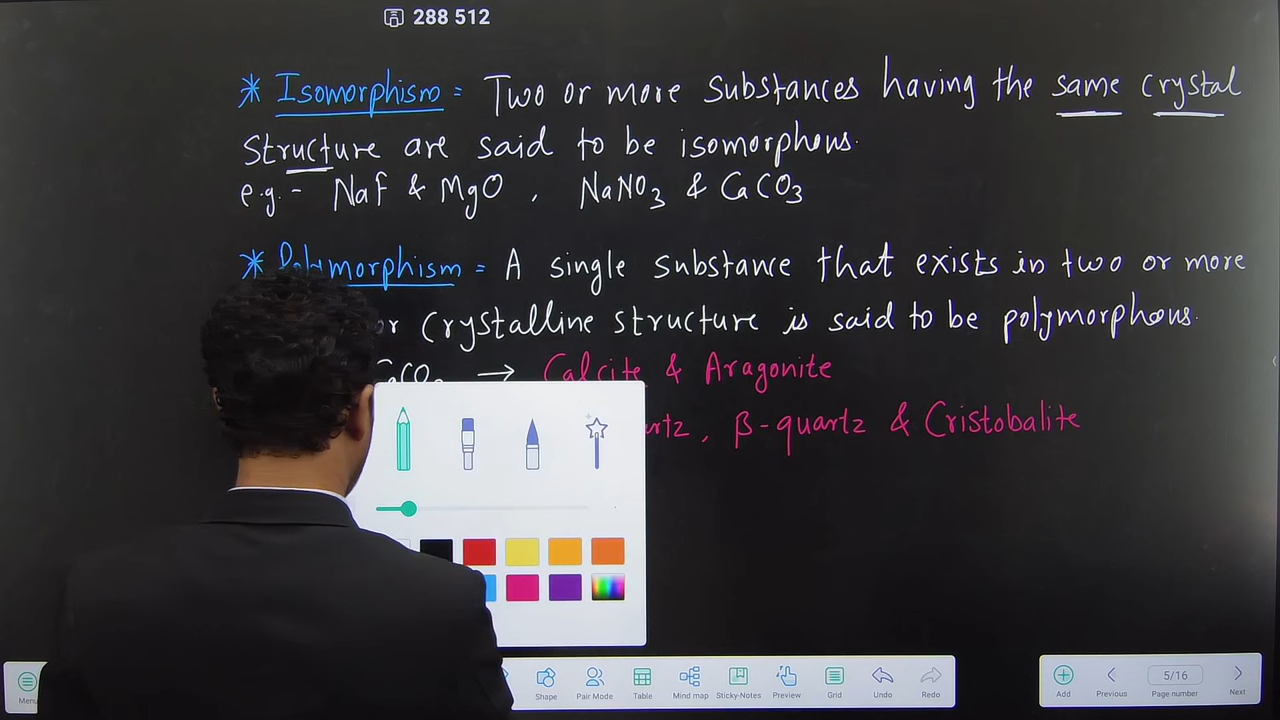 288 512
* Isomorphism = Two or more substances having the same crystal
structure are said to be isomorphous.
e.g. - NaF & MgO , NaNO₃ & CaCO₃
* Polymorphism = A single substance that exists in two or more
or crystalline structure is said to be polymorphous.
→ Calcite & Aragonite
, β-quartz & Cristobalite
Shape Pair Mode Table Mind map Sticky-Notes Preview Grid Undo Redo
Add Previous 5/16 Page number Next